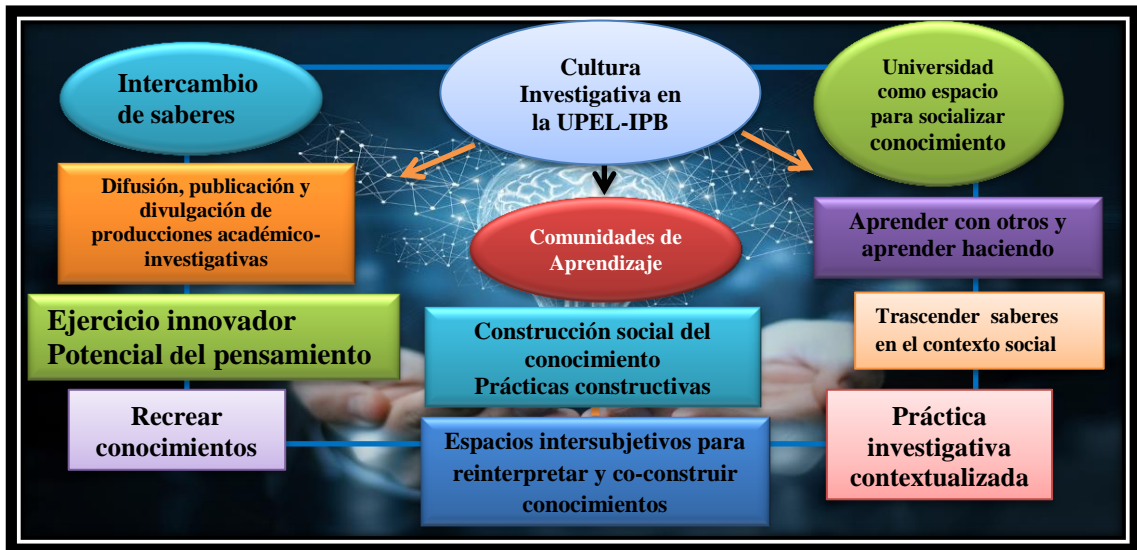 Intercambio
de saberes
Difusión, publicación y
divulgación de
producciones académico-
investigativas
Ejercicio innovador
Potencial del pensamiento
Recrear
conocimientos
Cultura
Investigativa en
la UPEL-IPB
Comunidades de
Aprendizaje
Construcción social del
conocimiento
Prácticas constructivas
Espacios intersubjetivos para
reinterpretar y co-construir
conocimientos
Universidad
como espacio
para socializar
conocimiento
Aprender con otros y
aprender haciendo
Trascender saberes
en el contexto social
Práctica
investigativa
contextualizada